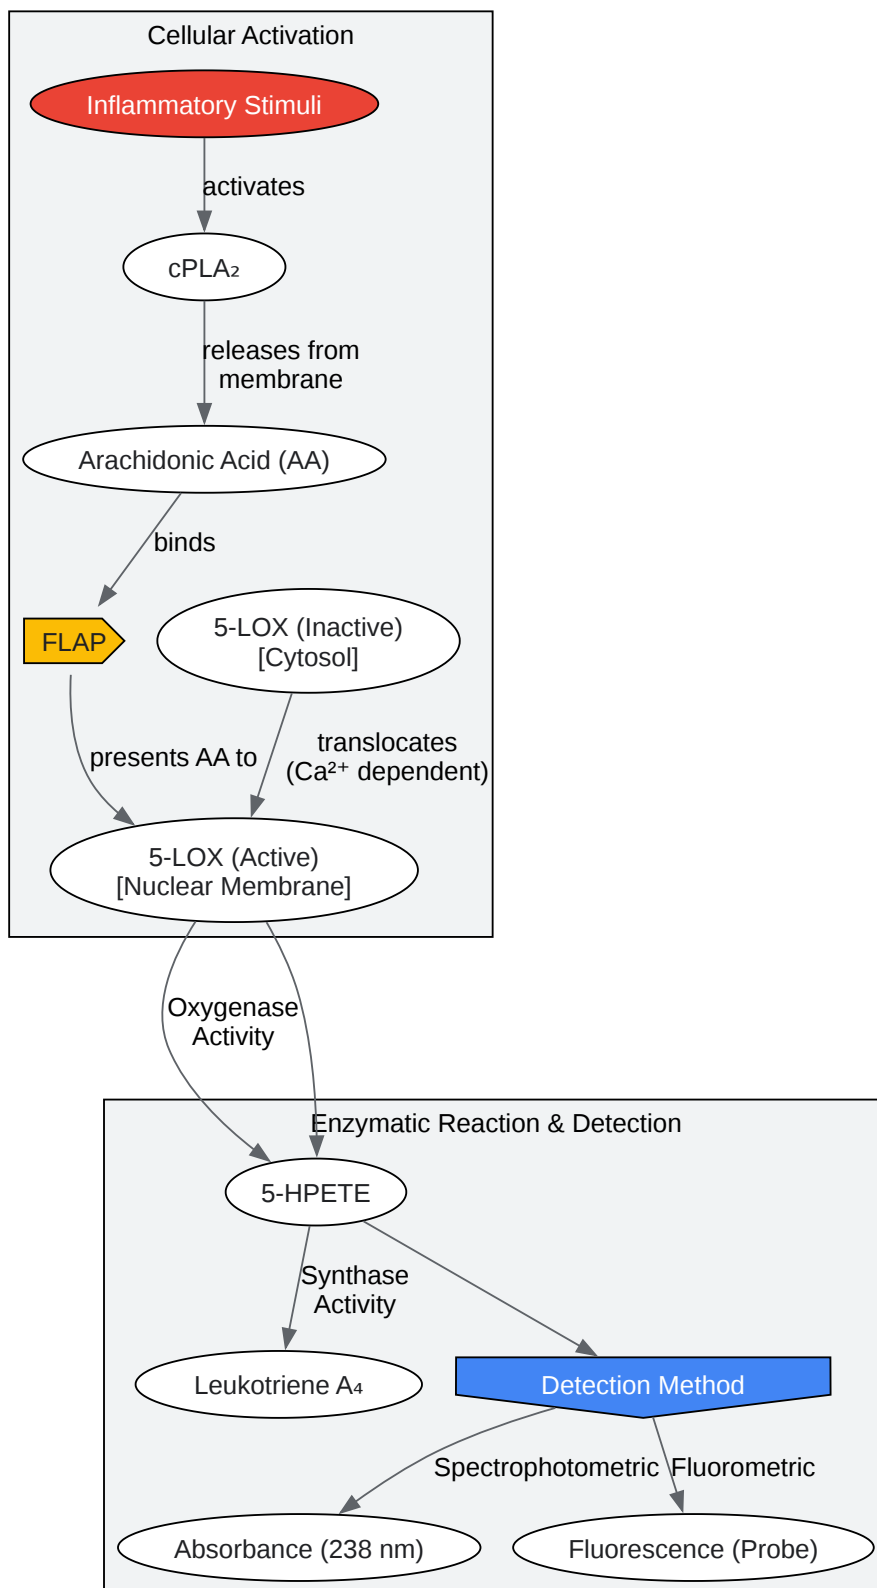 Cellular Activation
Inflammatory Stimuli
activates
cPLA₂
releases from
membrane
Arachidonic Acid (AA)
binds
FLAP
5-LOX (Inactive)
[Cytosol]
presents AA to
translocates
(Ca²⁺ dependent)
5-LOX (Active)
[Nuclear Membrane]
Oxygenase
Activity
Enzymatic Reaction & Detection
5-HPETE
Synthase
Activity
Leukotriene A₄
Detection Method
Spectrophotometric
Fluorometric
Absorbance (238 nm)
Fluorescence (Probe)